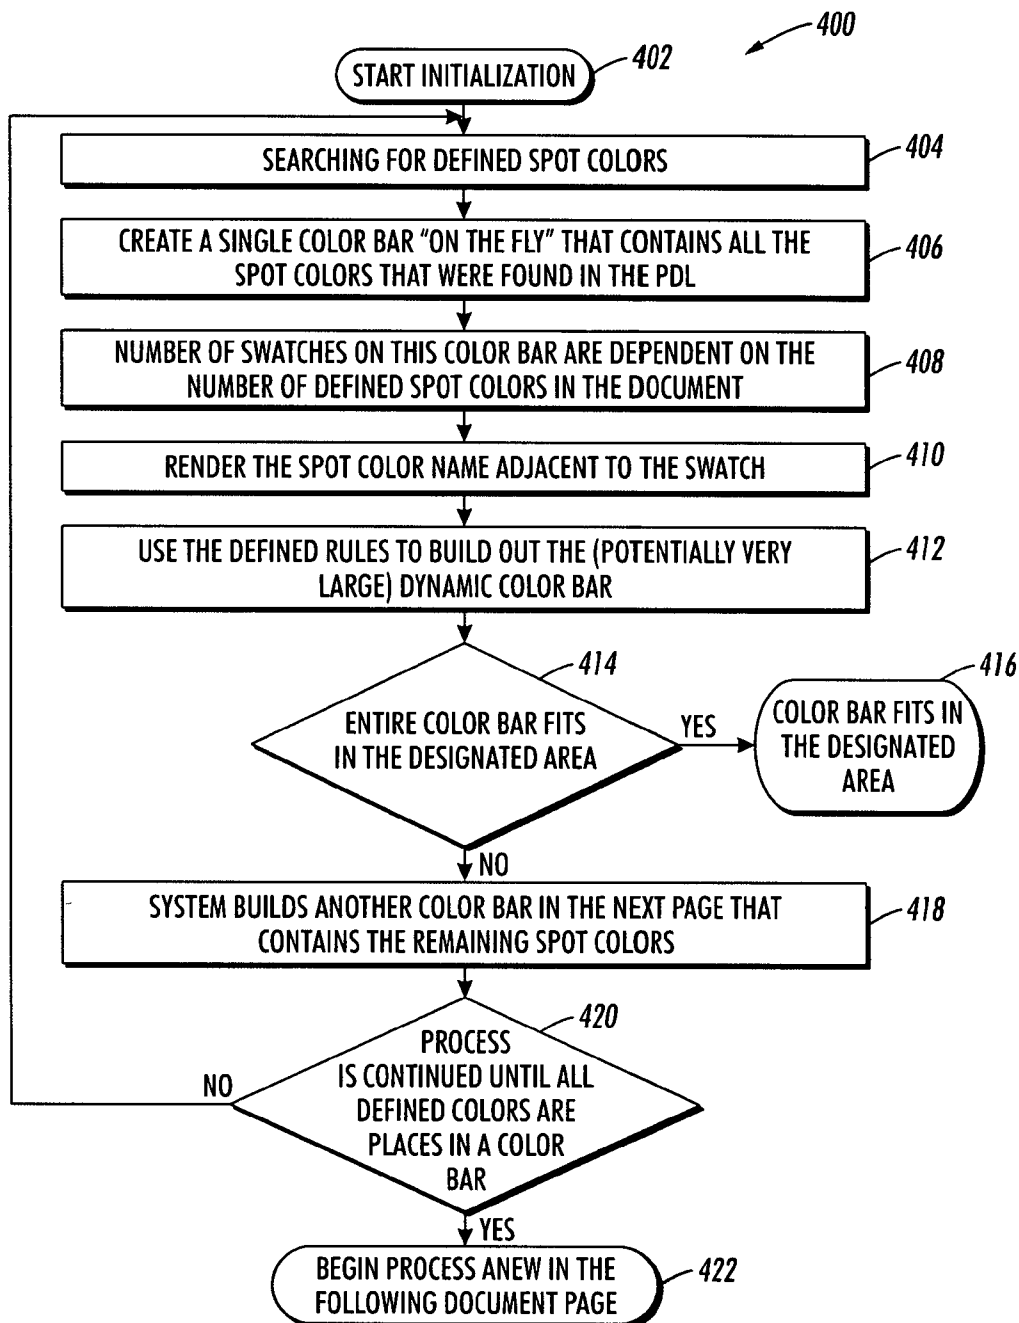 400
START INITIALIZATION
402
SEARCHING FOR DEFINED SPOT COLORS
404
CREATE A SINGLE COLOR BAR “ON THE FLY” THAT CONTAINS ALL THE
SPOT COLORS THAT WERE FOUND IN THE PDL
406
NUMBER OF SWATCHES ON THIS COLOR BAR ARE DEPENDENT ON THE
NUMBER OF DEFINED SPOT COLORS IN THE DOCUMENT
408
RENDER THE SPOT COLOR NAME ADJACENT TO THE SWATCH
410
USE THE DEFINED RULES TO BUILD OUT THE (POTENTIALLY VERY
LARGE) DYNAMIC COLOR BAR
412
414
ENTIRE COLOR BAR FITS
IN THE DESIGNATED AREA
YES
416
COLOR BAR FITS IN
THE DESIGNATED
AREA
NO
SYSTEM BUILDS ANOTHER COLOR BAR IN THE NEXT PAGE THAT
CONTAINS THE REMAINING SPOT COLORS
418
420
PROCESS
IS CONTINUED UNTIL ALL
DEFINED COLORS ARE
PLACES IN A COLOR
BAR
NO
YES
BEGIN PROCESS ANEW IN THE
FOLLOWING DOCUMENT PAGE
422